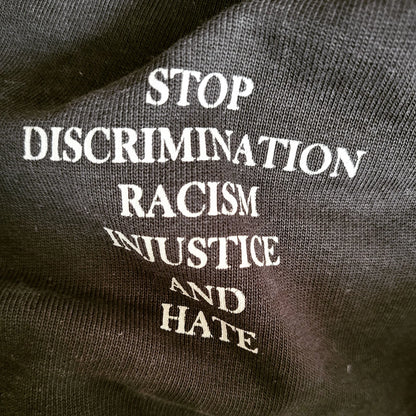 STOP
DISCRIMINATION
RACISM
INJUSTICE
AND
HATE